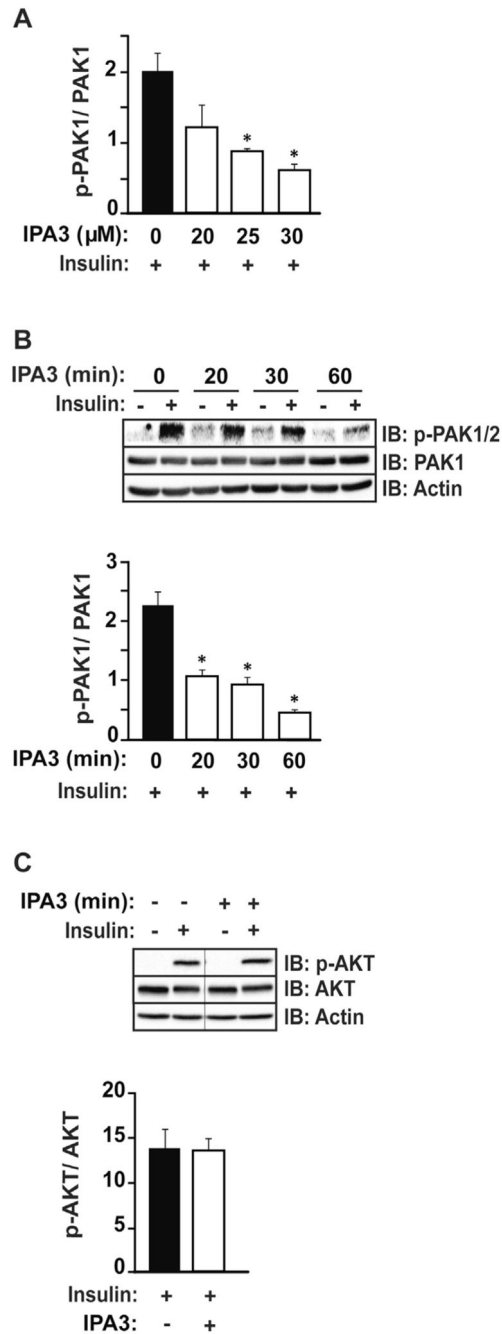 A
p-PAK1/ PAK1
2
1
0
* *
IPA3 (µM): 0 20 25 30
Insulin: + + + +
B
IPA3 (min): 0 20 30 60
Insulin: - + - + - + - +
IB: p-PAK1/2
IB: PAK1
IB: Actin
p-PAK1/ PAK1
3
2
1
0
* * *
IPA3 (min): 0 20 30 60
Insulin: + + + +
C
IPA3 (min): - - + +
Insulin: - + - +
IB: p-AKT
IB: AKT
IB: Actin
p-AKT/ AKT
20
15
10
5
0
Insulin: + +
IPA3: - +